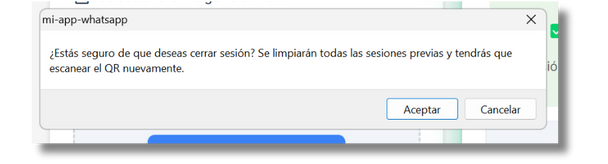 mi-app-whatsapp
¿Estás seguro de que deseas cerrar sesión? Se limpiarán todas las sesiones previas y tendrás que
escanear el QR nuevamente.
Aceptar
Cancelar